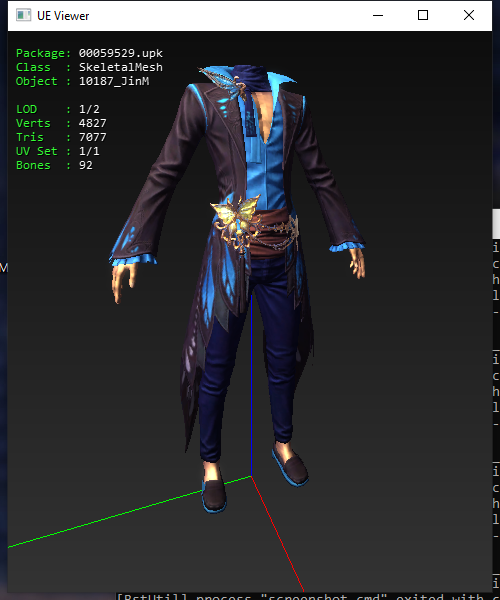 UE Viewer
Package: 00059529.upk
Class : SkeletalMesh
Object : 10187_JinM
LOD : 1/2
Verts : 4827
Tris : 7077
UV Set : 1/1
Bones : 92
M
i
c
h
l
-
i
c
h
l
-
i
c
h
l
-
i
[BstUtil] process "screenshot.cmd" exited with c